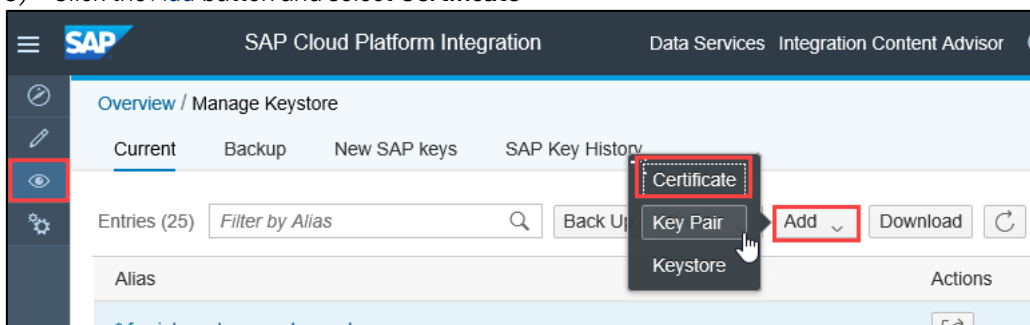 SAP SAP Cloud Platform Integration Data Services Integration Content Advisor
Overview / Manage Keystore
Current Backup New SAP keys SAP Key History
Certificate
Entries (25) Filter by Alias Back Up Key Pair Add Download
Keystore
Alias Actions